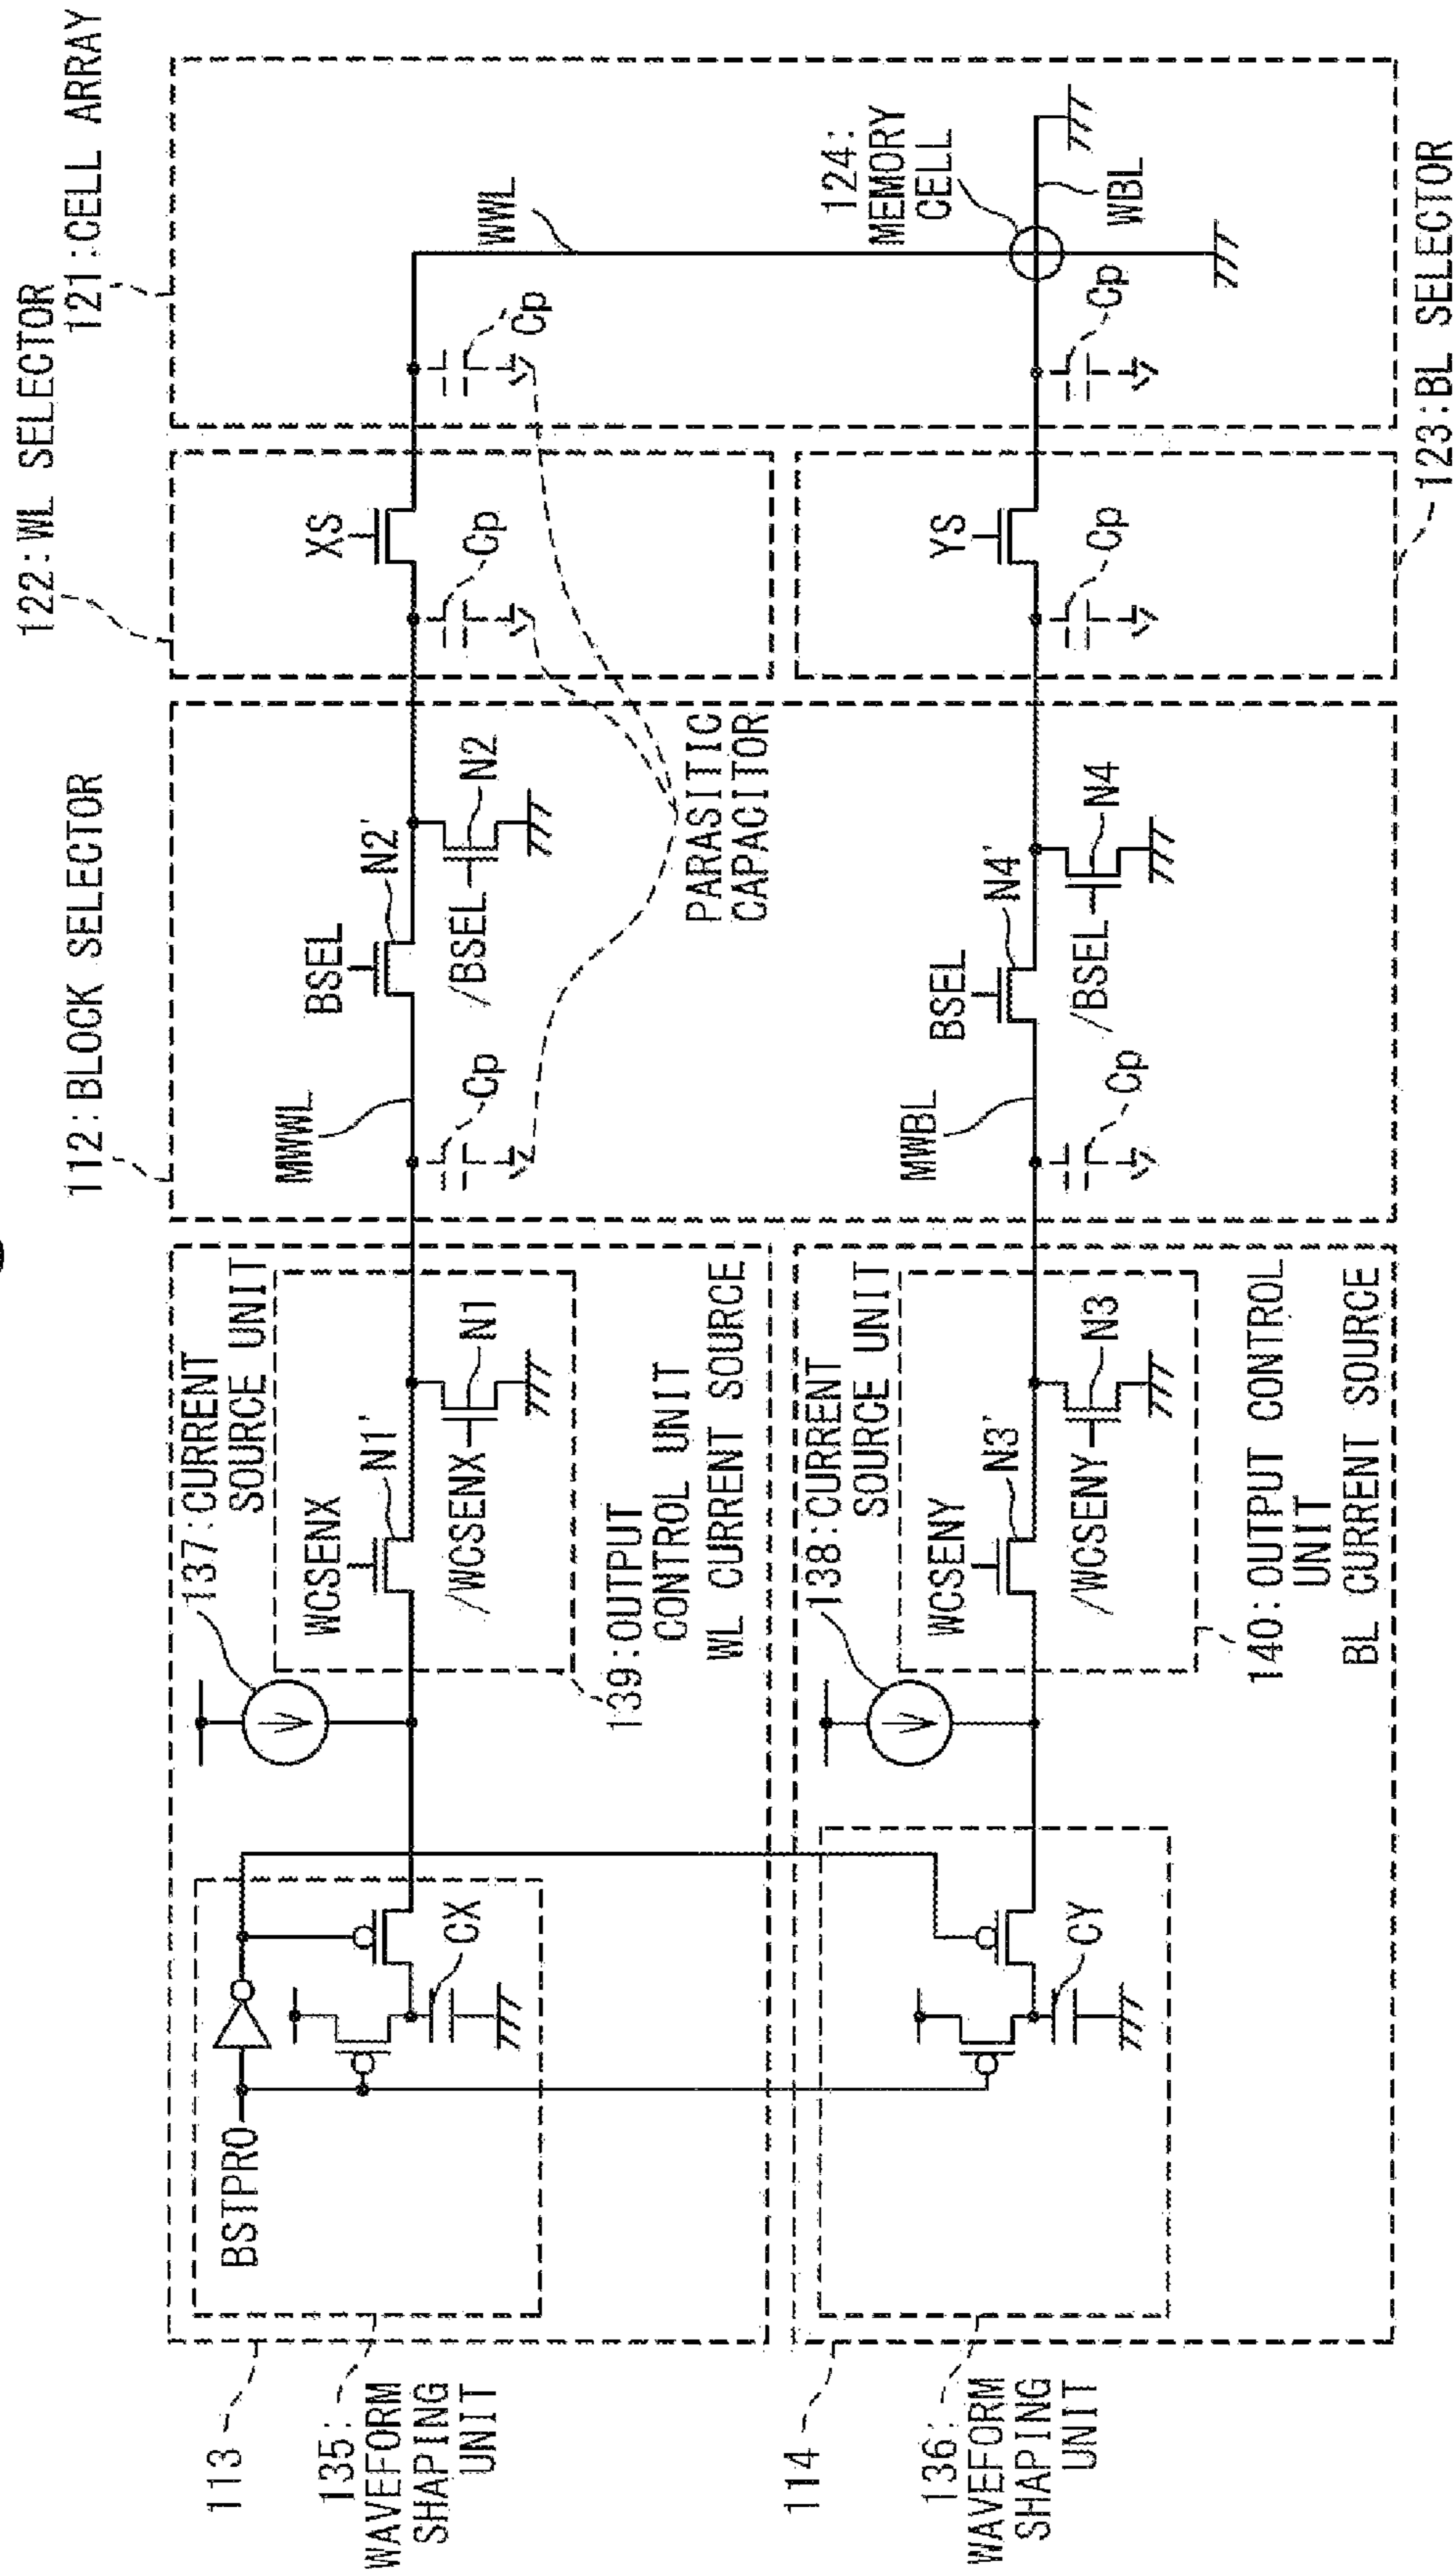 122:WL SELECTOR
121:CELL ARRAY
112:BLOCK SELECTOR
113
135:
WAVEFORM
SHAPING
UNIT
BSTPRO
CX
137:CURRENT
SOURCE UNIT
WCSENX
N1'
/WCSENX
N1
139:OUTPUT
CONTROL UNIT
WL CURRENT SOURCE
MWWL
Cp
BSEL
N2'
/BSEL
N2
PARASITIC
CAPACITOR
XS
Cp
Cp
WWL
124:
MEMORY
CELL
WBL
114
136:
WAVEFORM
SHAPING
UNIT
CY
138:CURRENT
SOURCE UNIT
WCSENY
N3'
/WCSENY
N3
140:OUTPUT CONTROL
UNIT
BL CURRENT SOURCE
MWBL
Cp
BSEL
N4'
/BSEL
N4
YS
Cp
Cp
123:BL SELECTOR